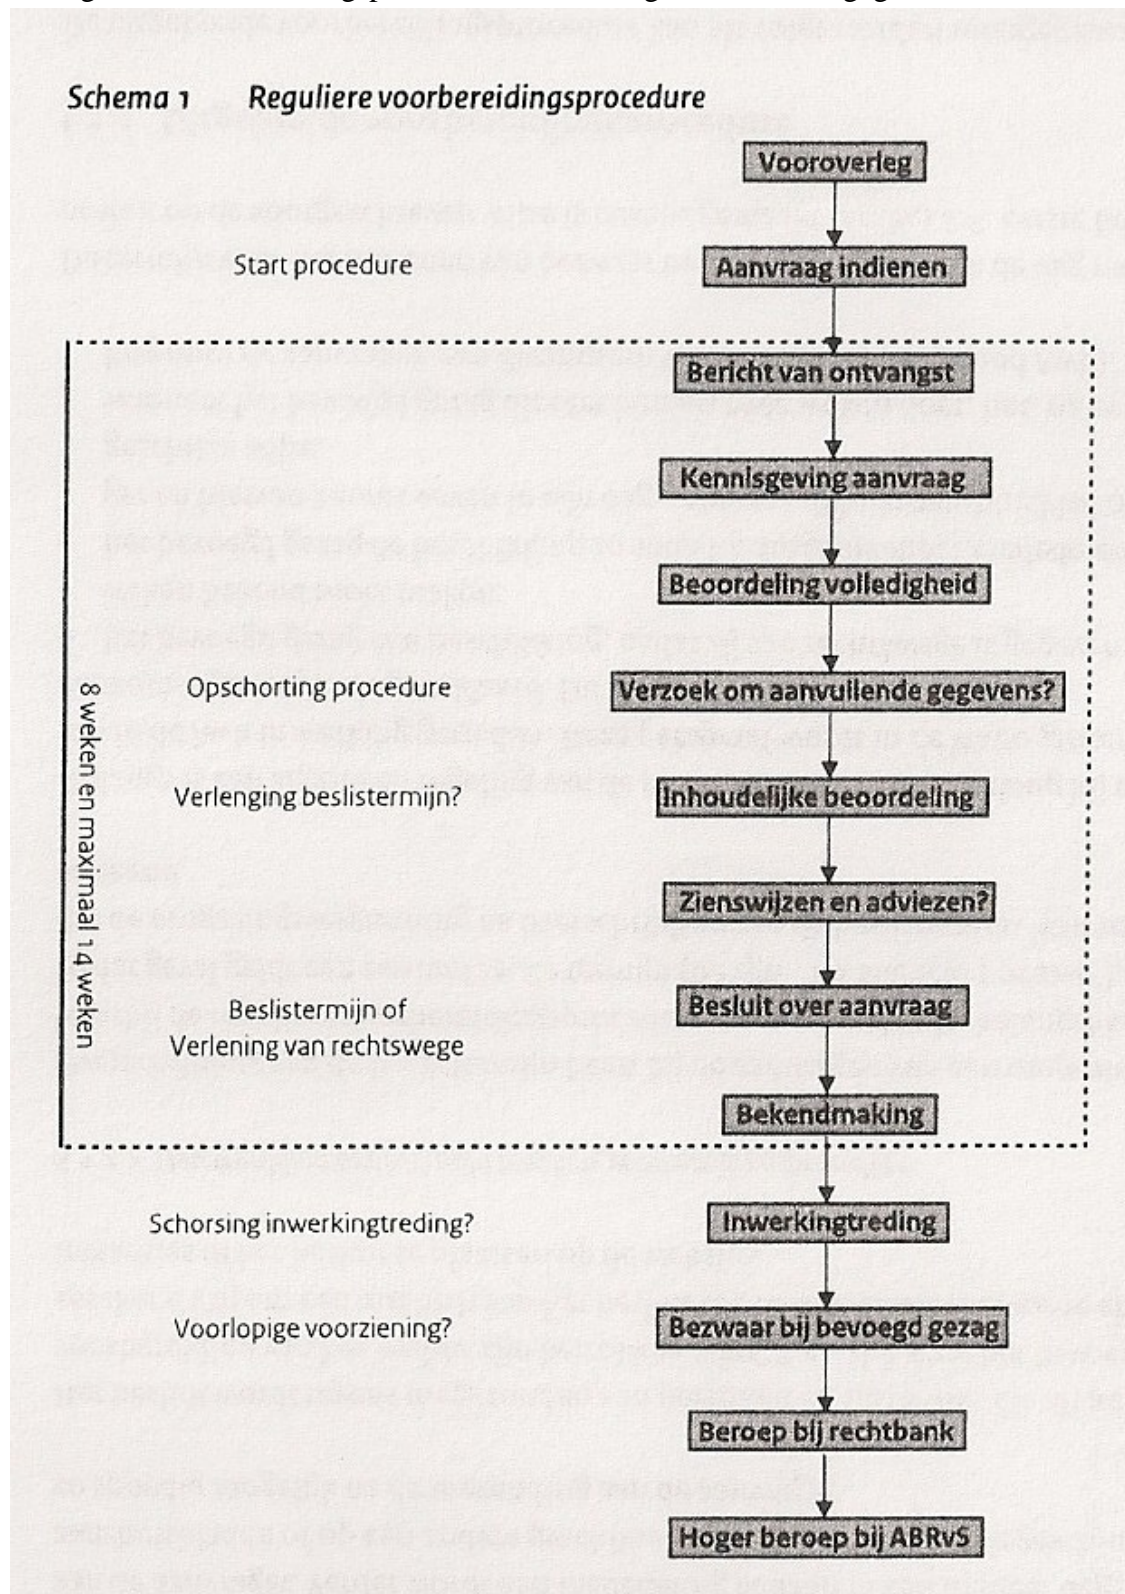 Schema 1 Reguliere voorbereidingsprocedure
Vooroverleg
Start procedure
Aanvraag indienen
Bericht van ontvangst
Kennisgeving aanvraag
Beoordeling volledigheid
Opschorting procedure
Verzoek om aanvullende gegevens?
Verlenging beslistermijn?
Inhoudelijke beoordeling
8 weken en maximaal 14 weken
Zienswijzen en adviezen?
Beslistermijn of
Verlening van rechtswege
Besluit over aanvraag
Bekendmaking
Schorsing inwerkingtreding?
Inwerkingtreding
Voorlopige voorziening?
Bezwaar bij bevoegd gezag
Beroep bij rechtbank
Hoger beroep bij ABRvS